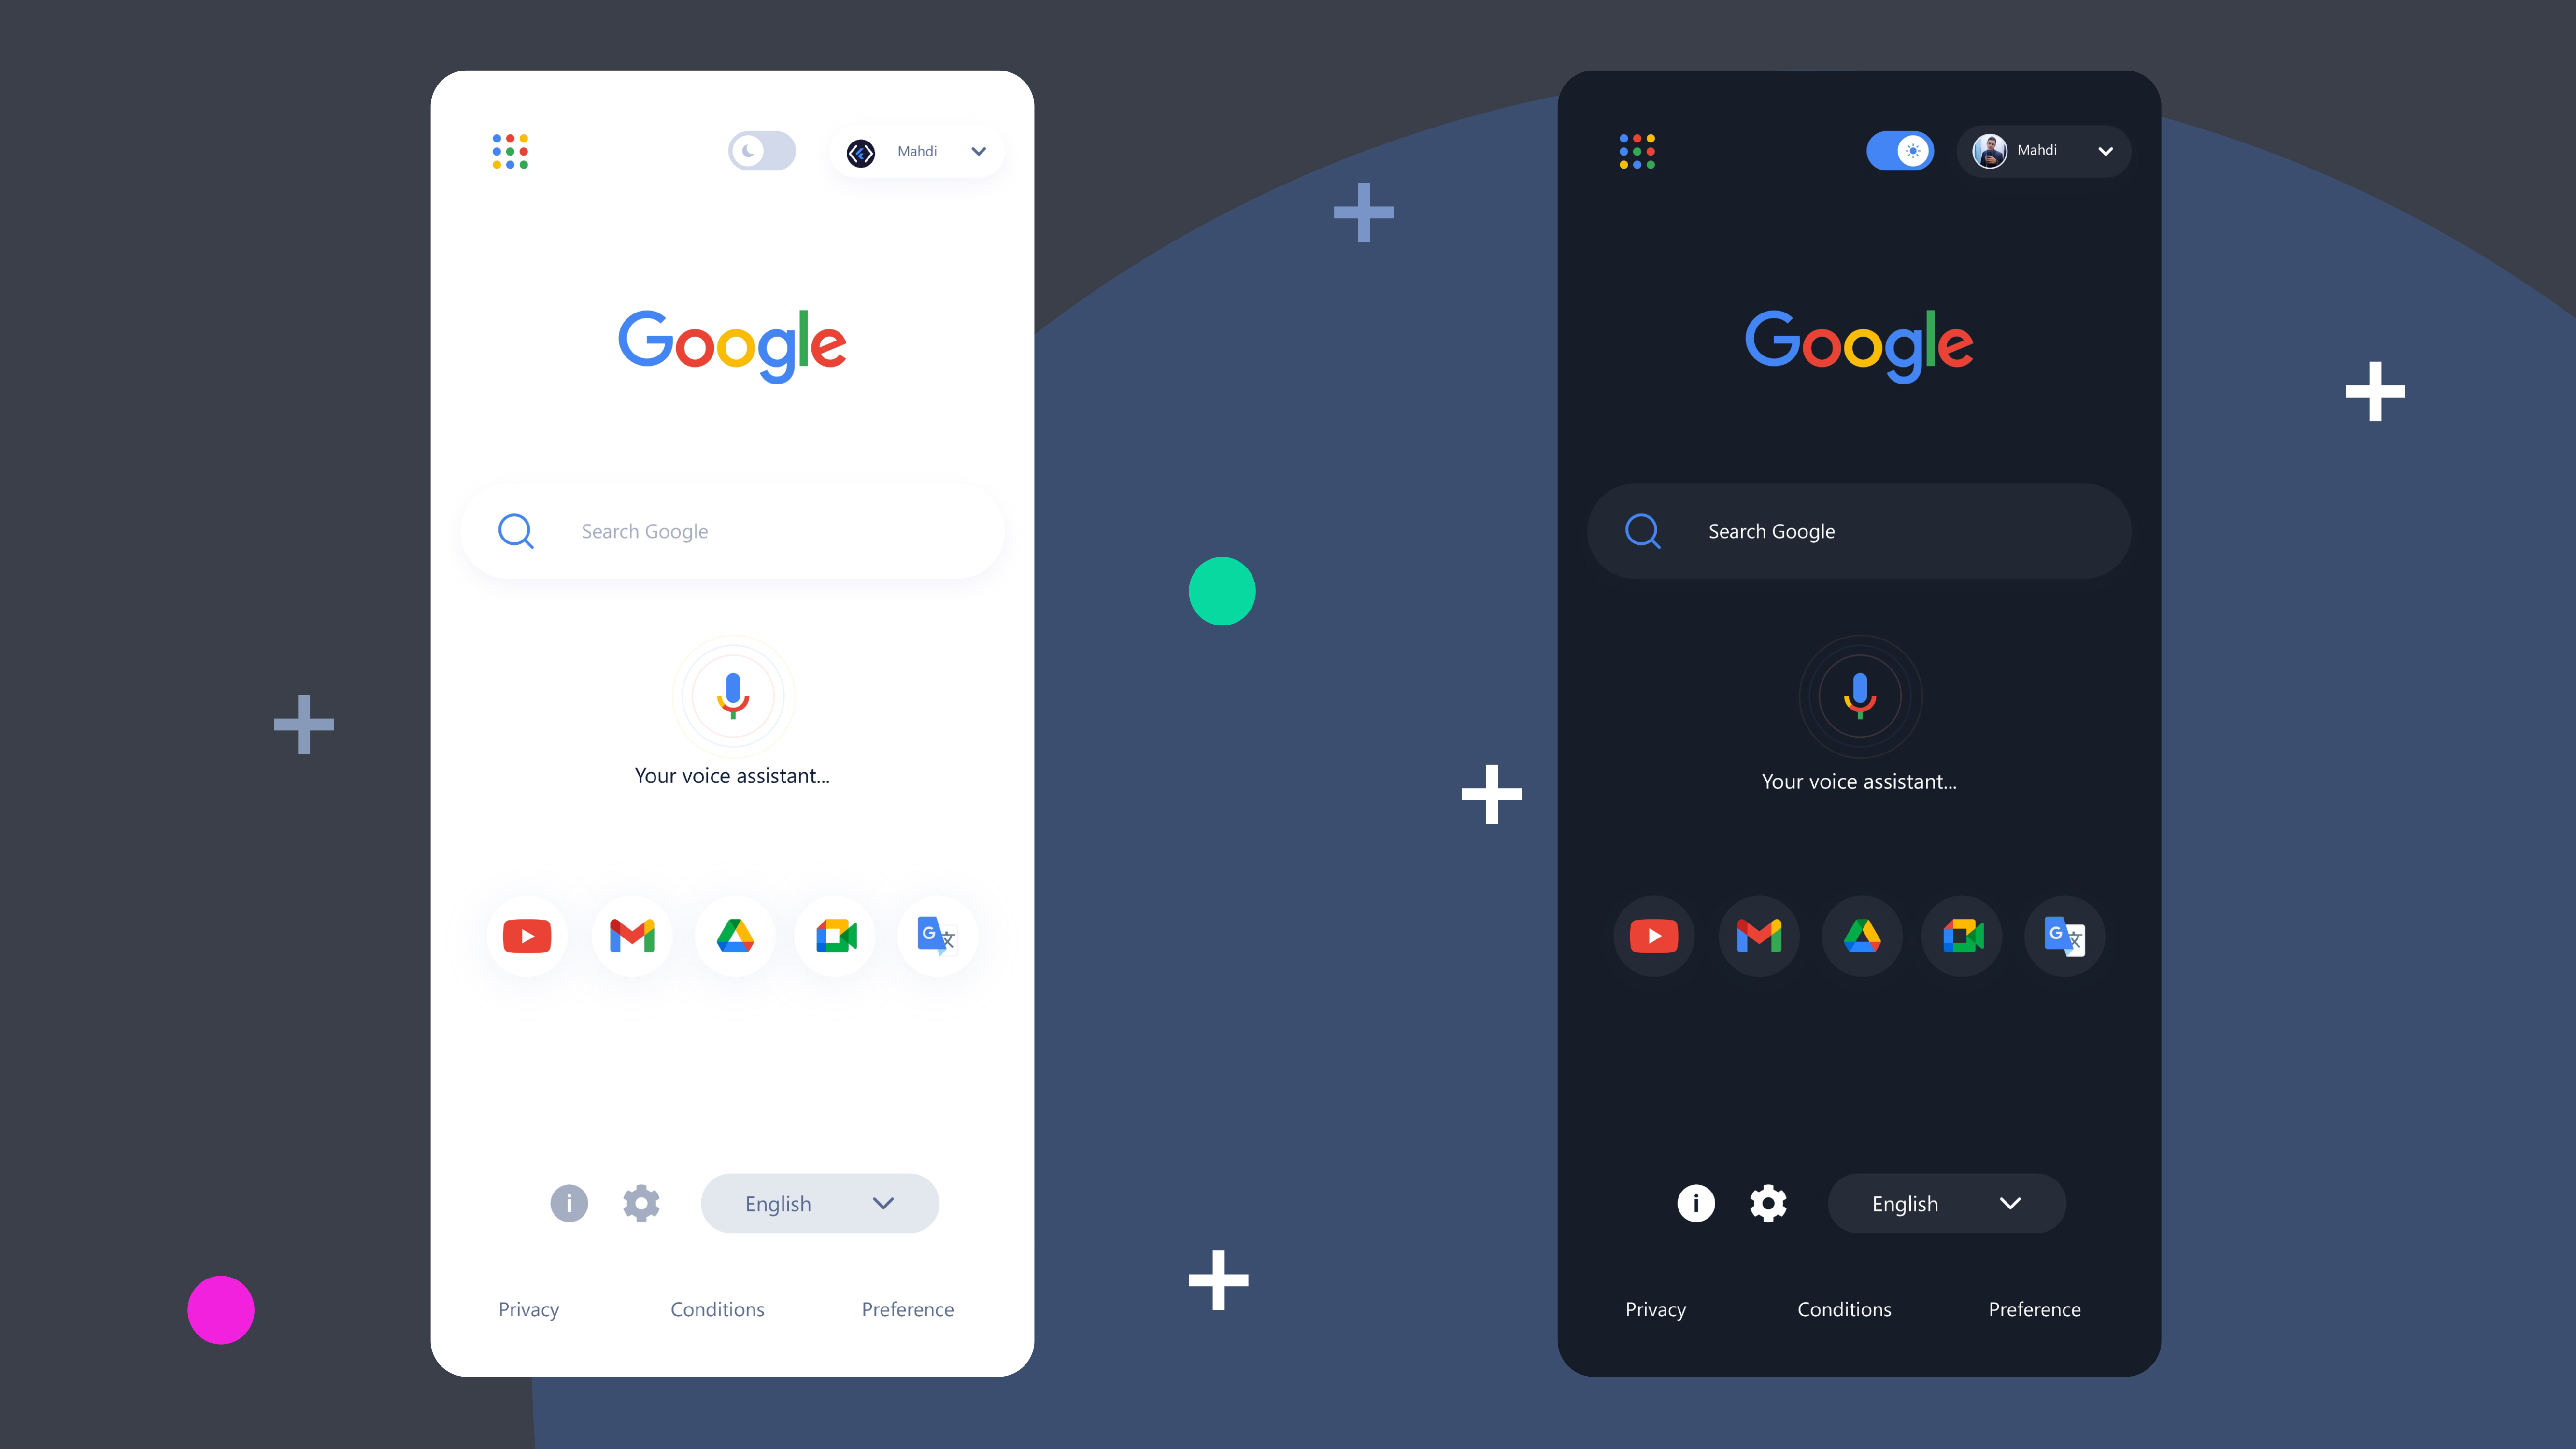 Mahdi
Google
Search Google
Your voice assistant...
English
Privacy Conditions Preference
Mahdi
Google
Search Google
Your voice assistant...
English
Privacy Conditions Preference